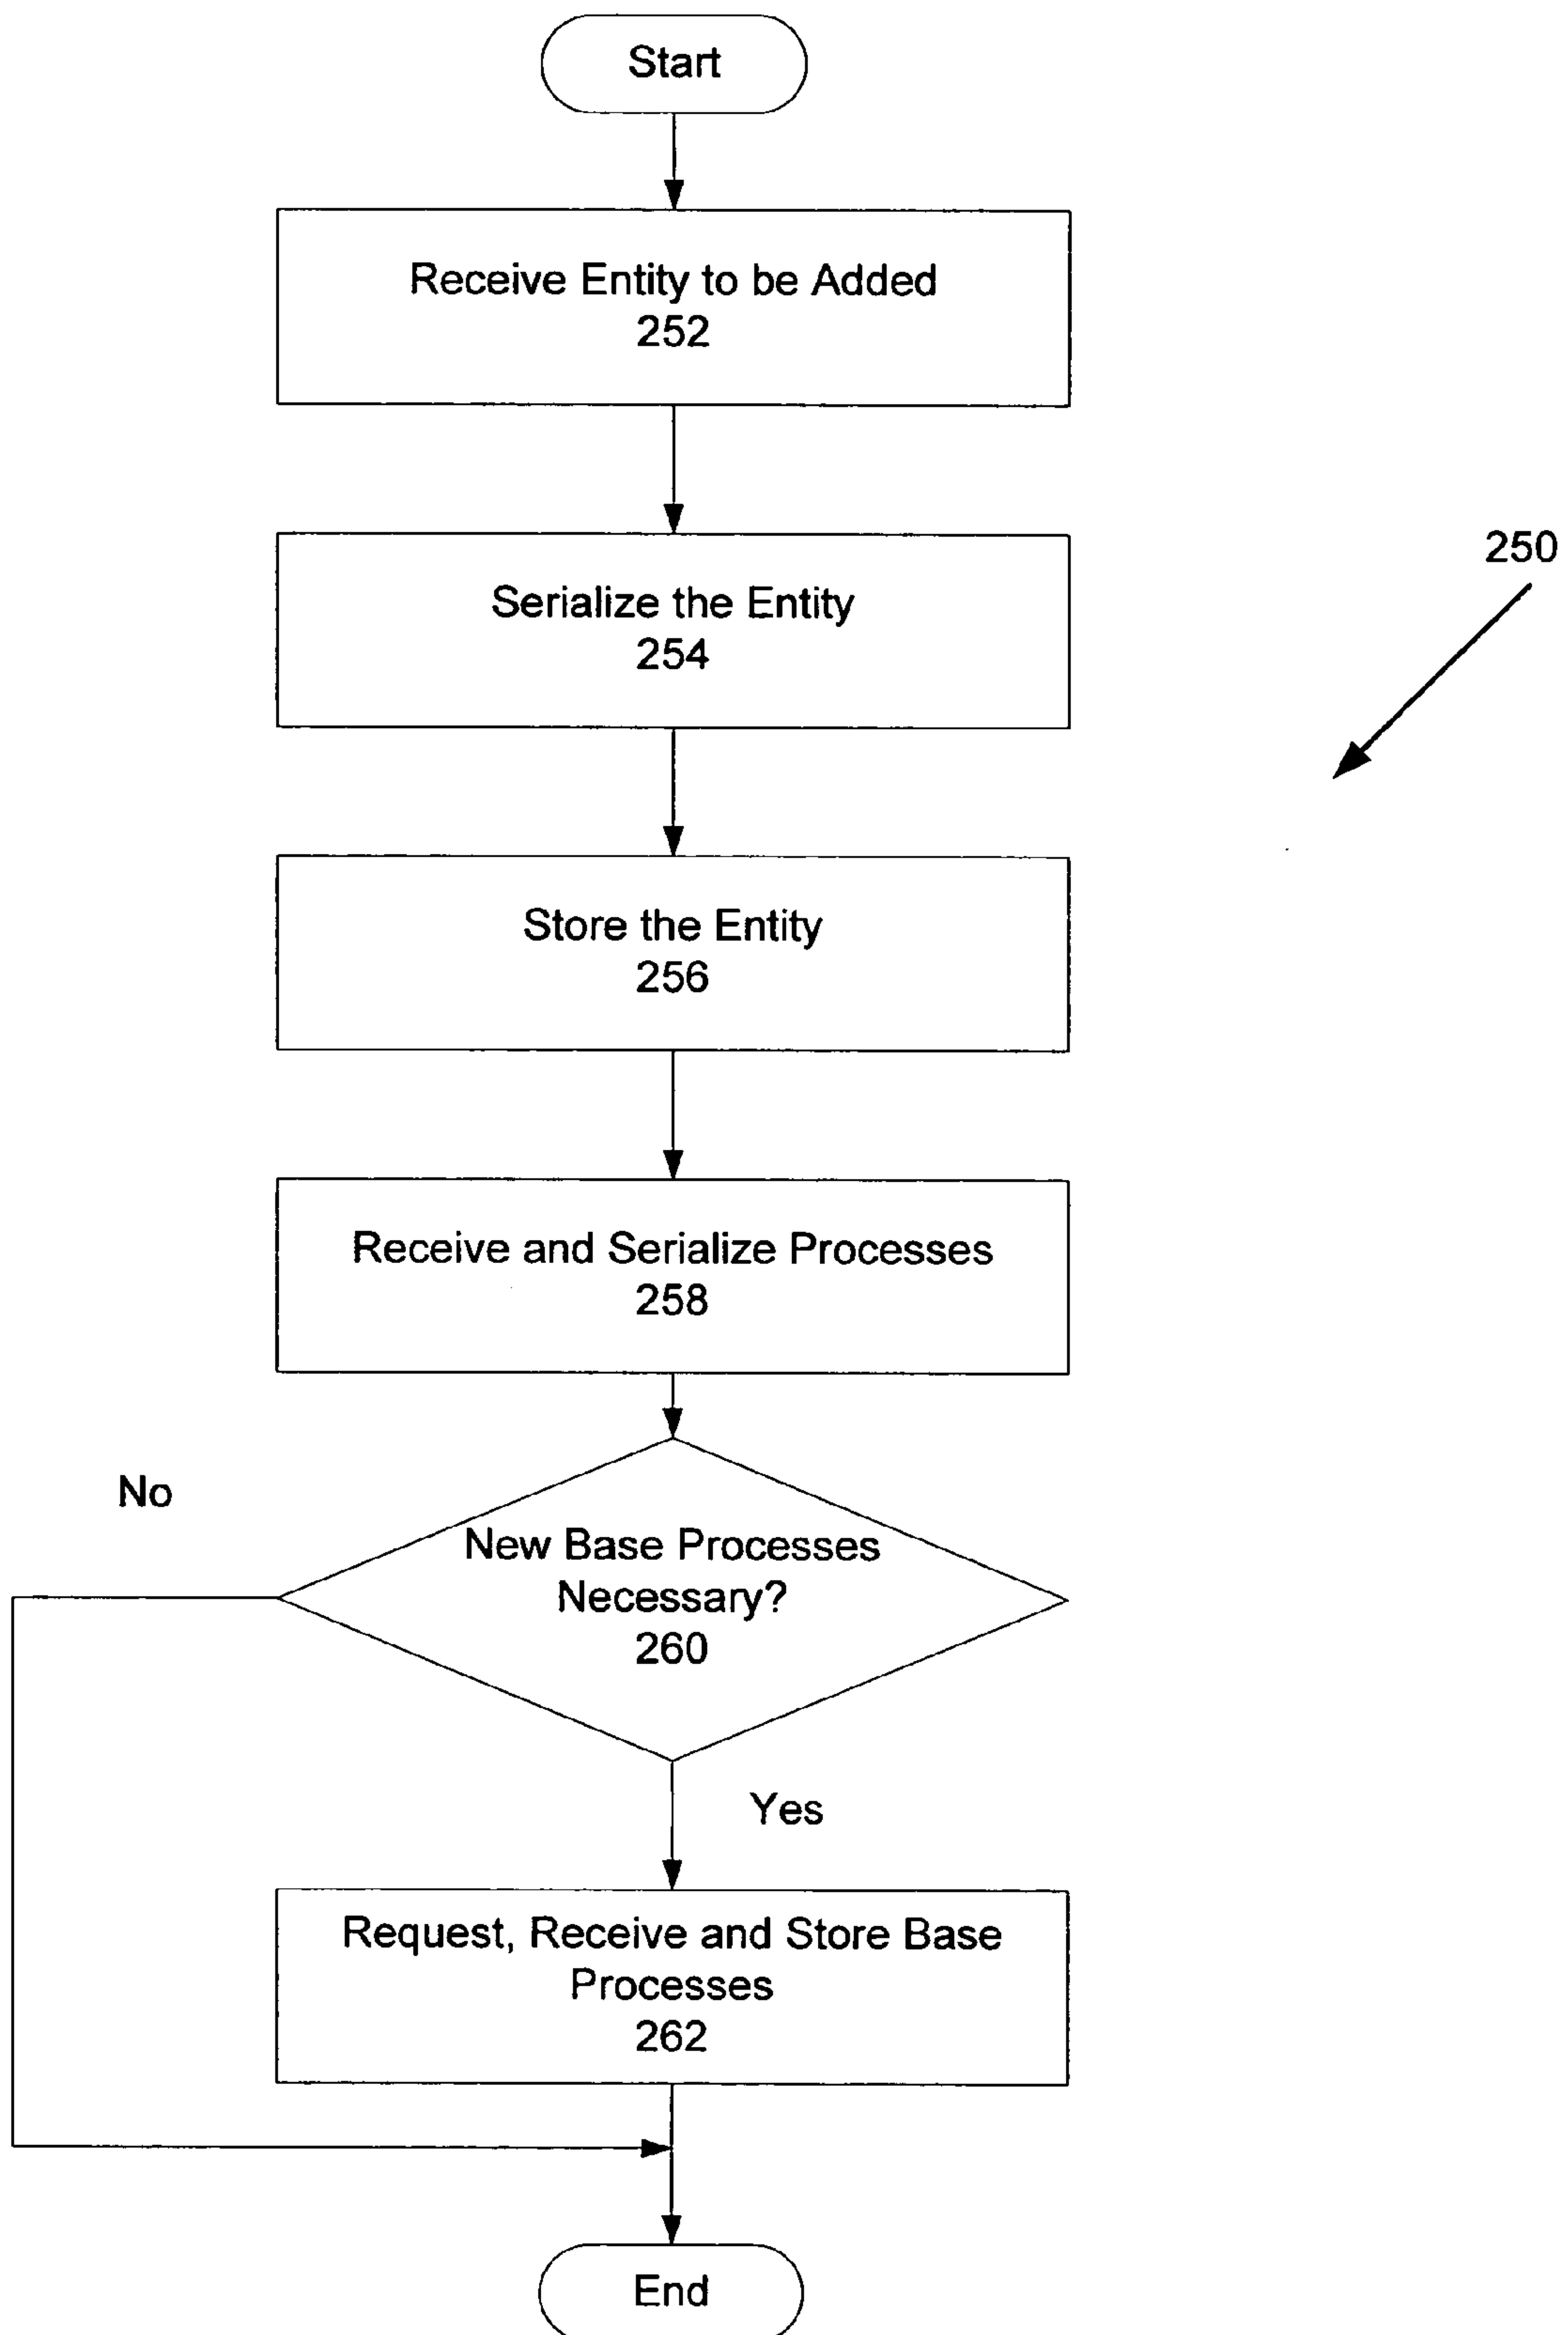 Start
Receive Entity to be Added
252
Serialize the Entity
254
250
Store the Entity
256
Receive and Serialize Processes
258
No
New Base Processes
Necessary?
260
Yes
Request, Receive and Store Base
Processes
262
End